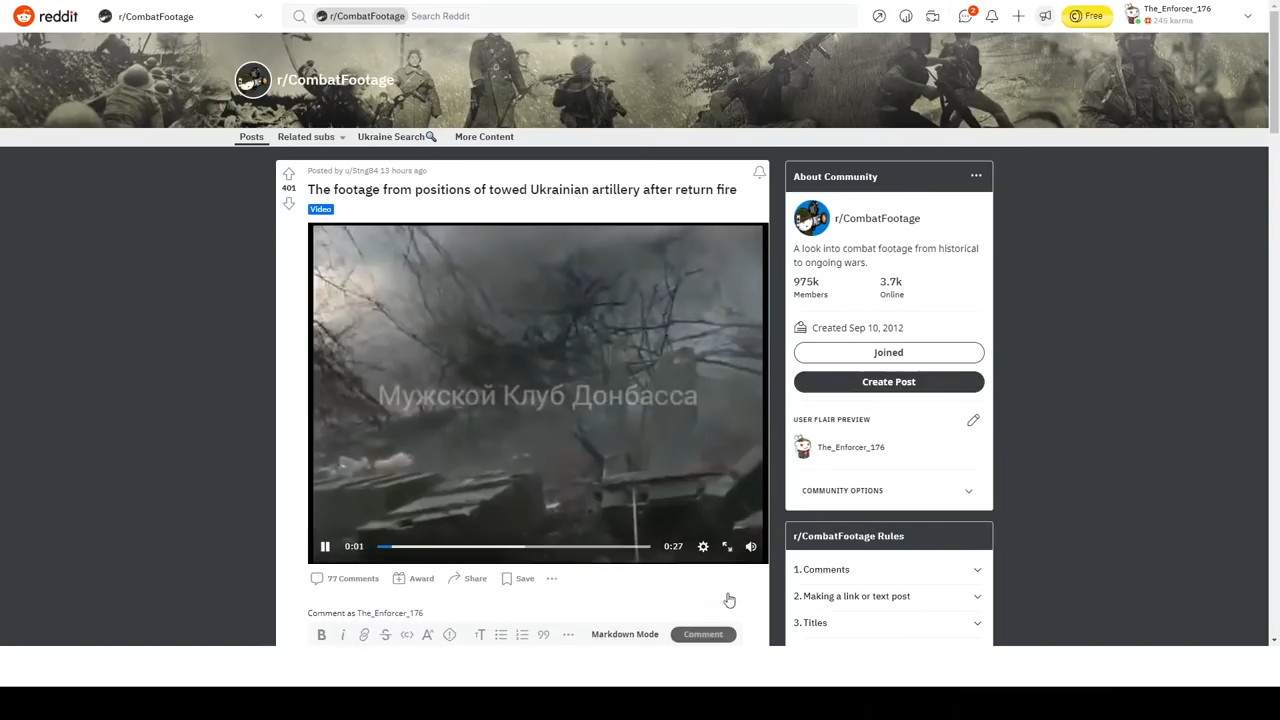 reddit
r/CombatFootage
r/CombatFootage Search Reddit
2
Free
The_Enforcer_176
245 karma
r/CombatFootage
Posts
Related subs
Ukraine Search
More Content
Posted by u/Stng84 13 hours ago
401
The footage from positions of towed Ukrainian artillery after return fire
Video
Мужской Клуб Донбасса
0:01
0:27
77 Comments
Award
Share
Save
Comment as The_Enforcer_176
B i S T 99 Markdown Mode Comment
About Community
r/CombatFootage
A look into combat footage from historical
to ongoing wars.
975k 3.7k
Members Online
Created Sep 10, 2012
Joined
Create Post
USER FLAIR PREVIEW
The_Enforcer_176
COMMUNITY OPTIONS
r/CombatFootage Rules
1. Comments
2. Making a link or text post
3. Titles